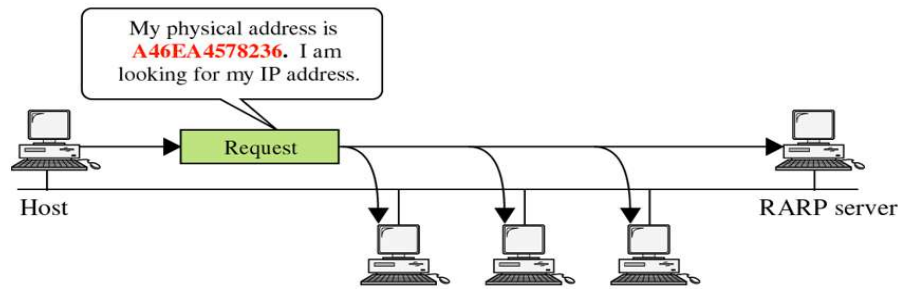 My physical address is
A46EA4578236. I am
looking for my IP address.
Request
Host
RARP server